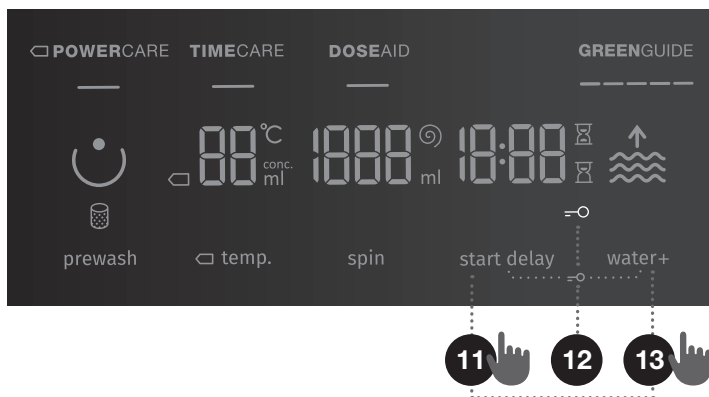 POWERCARE TIMECARE DOSEAID GREENGUIDE
88 °C 1888 18:88
conc.
ml ml
prewash temp. spin start delay water+
11 12 13